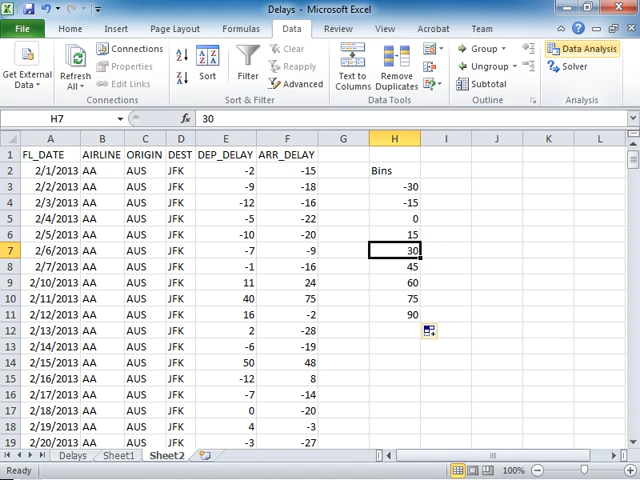 Delays - Microsoft Excel
File Home Insert Page Layout Formulas Data Review View Acrobat Team
Get External Data
Refresh All
Connections
Properties
Edit Links
Connections
Sort
Filter
Clear
Reapply
Advanced
Sort & Filter
Text to Columns
Remove Duplicates
Data Tools
Group
Ungroup
Subtotal
Outline
Data Analysis
Solver
Analysis
H7 fx 30
A B C D E F G H I J K L
1 FL_DATE AIRLINE ORIGIN DEST DEP_DELAY ARR_DELAY
2 2/1/2013 AA AUS JFK -2 -15 Bins
3 2/2/2013 AA AUS JFK -9 -18 -30
4 2/3/2013 AA AUS JFK -12 -16 -15
5 2/4/2013 AA AUS JFK -5 -22 0
6 2/5/2013 AA AUS JFK -10 -20 15
7 2/6/2013 AA AUS JFK -7 -9 30
8 2/7/2013 AA AUS JFK -1 -16 45
9 2/10/2013 AA AUS JFK 11 24 60
10 2/11/2013 AA AUS JFK 40 75 75
11 2/12/2013 AA AUS JFK 16 -2 90
12 2/13/2013 AA AUS JFK 2 -28
13 2/14/2013 AA AUS JFK -6 -19
14 2/15/2013 AA AUS JFK 50 48
15 2/16/2013 AA AUS JFK -12 8
16 2/17/2013 AA AUS JFK -7 -14
17 2/18/2013 AA AUS JFK 0 -20
18 2/19/2013 AA AUS JFK 4 -3
19 2/20/2013 AA AUS JFK -3 -27
Delays Sheet1 Sheet2
Ready 100%